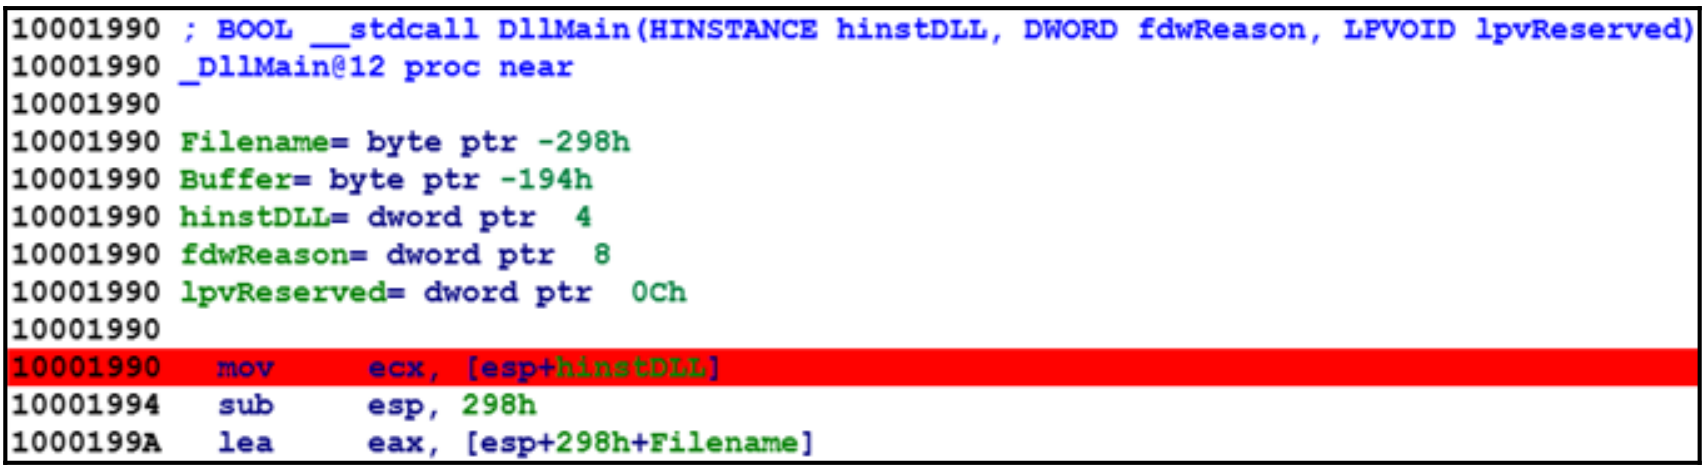 10001990 ; BOOL __stdcall DllMain(HINSTANCE hinstDLL, DWORD fdwReason, LPVOID lpvReserved)
10001990 _DllMain@12 proc near
10001990
10001990 Filename= byte ptr -298h
10001990 Buffer= byte ptr -194h
10001990 hinstDLL= dword ptr  4
10001990 fdwReason= dword ptr  8
10001990 lpvReserved= dword ptr  0Ch
10001990
10001990   mov     ecx, [esp+hinstDLL]
10001994   sub     esp, 298h
1000199A   lea     eax, [esp+298h+Filename]